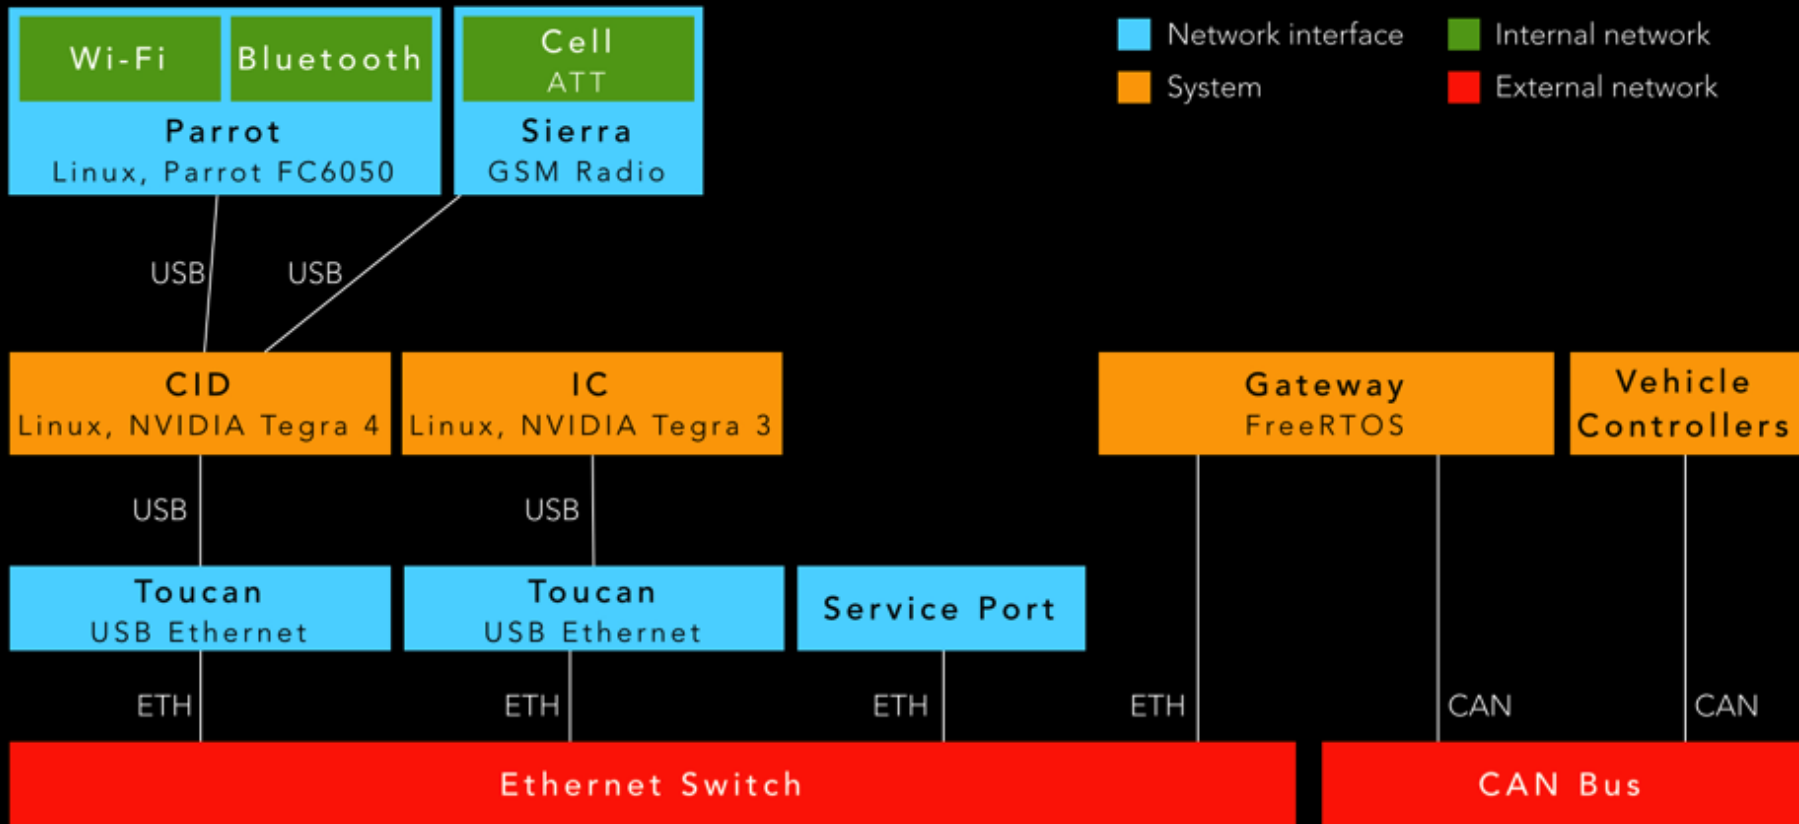 Wi-Fi
Bluetooth
Cell
ATT
Parrot
Linux, Parrot FC6050
Sierra
GSM Radio
Network interface
Internal network
System
External network
USB
USB
CID
Linux, NVIDIA Tegra 4
IC
Linux, NVIDIA Tegra 3
Gateway
FreeRTOS
Vehicle
Controllers
USB
USB
Toucan
USB Ethernet
Toucan
USB Ethernet
Service Port
ETH
ETH
ETH
ETH
CAN
CAN
Ethernet Switch
CAN Bus